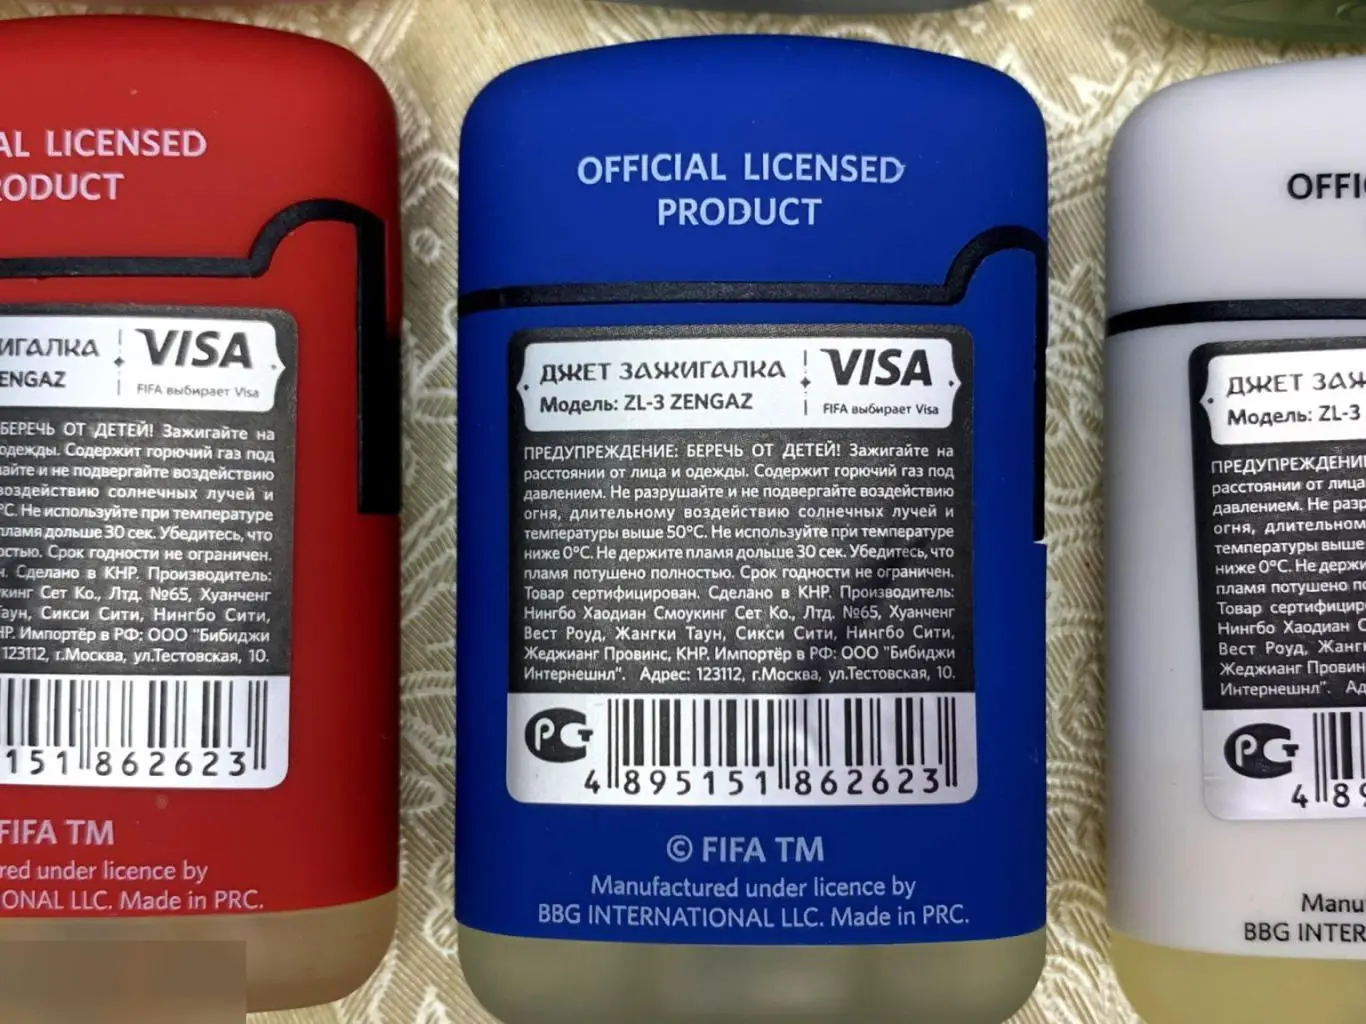 AL LICENSED
RODUCT
ИГАЛКА
ENGAZ
VISA
FIFA выбирает Visa
БЕРЕЧЬ ОТ ДЕТЕЙ! Зажигайте на
одежды. Содержит горючий газ под
айте и не подвергайте воздействию
воздействию солнечных лучей и
°С. Не используйте при температуре
пламя дольше 30 сек. Убедитесь, что
остью. Срок годности не ограничен.
н. Сделано в КНР. Производитель:
кинг Сет Ко., Лтд. №65, Хуанченг
Таун, Сикси Сити, Нингбо Сити,
НР. Импортёр в РФ: ООО "Бибиджи
123112, г.Москва, ул.Тестовская, 10.
151 862623
FIFA TM
red under licence by
IONAL LLC. Made in PRC.
OFFICIAL LICENSED
PRODUCT
ДЖЕТ ЗАЖИГАЛКА
Модель: ZL-3 ZENGAZ
VISA
FIFA выбирает Visa
ПРЕДУПРЕЖДЕНИЕ: БЕРЕЧЬ ОТ ДЕТЕЙ! Зажигайте на
расстоянии от лица и одежды. Содержит горючий газ под
давлением. Не разрушайте и не подвергайте воздействию
огня, длительному воздействию солнечных лучей и
температуры выше 50°С. Не используйте при температуре
ниже 0°С. Не держите пламя дольше 30 сек. Убедитесь, что
пламя потушено полностью. Срок годности не ограничен.
Товар сертифицирован. Сделано в КНР. Производитель:
Нингбо Хаодиан Смоукинг Сет Ко., Лтд. №65, Хуанченг
Вест Роуд, Жангки Таун, Сикси Сити, Нингбо Сити,
Жеджианг Провинс, КНР. Импортёр в РФ: ООО "Бибиджи
Интернешнл". Адрес: 123112, г.Москва, ул.Тестовская, 10.
РСТ
4 895151 862623
© FIFA TM
Manufactured under licence by
BBG INTERNATIONAL LLC. Made in PRC.
OFFIC
ДЖЕТ ЗАЖ
Модель: ZL-3
ПРЕДУПРЕЖДЕНИЕ
расстоянии от лица
давлением. Не разр
огня, длительном
температуры выше
ниже 0°С. Не держи
пламя потушено п
Товар сертифицир
Нингбо Хаодиан С
Вест Роуд, Жанг
Жеджианг Провин
Интернешнл". Ад
РСТ
4 89
Manu
BBG INTER